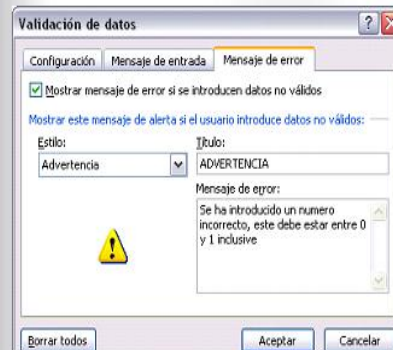 Validación de datos
Configuración Mensaje de entrada Mensaje de error
Mostrar mensaje de error si se introducen datos no válidos
Mostrar este mensaje de alerta si el usuario introduce datos no válidos:
Estilo: Título:
Advertencia ADVERTENCIA
Mensaje de error:
Se ha introducido un numero
incorrecto, este debe estar entre 0
y 1 inclusive
Borrar todos Aceptar Cancelar